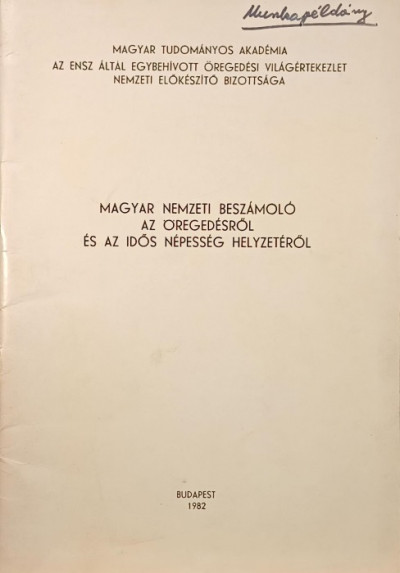 Munkapéldány
MAGYAR TUDOMÁNYOS AKADÉMIA
AZ ENSZ ÁLTAL EGYBEHÍVOTT ÖREGEDÉSI VILÁGÉRTEKEZLET
NEMZETI ELŐKÉSZÍTŐ BIZOTTSÁGA
MAGYAR NEMZETI BESZÁMOLÓ
AZ ÖREGEDÉSRŐL
ÉS AZ IDŐS NÉPESSÉG HELYZETÉRŐL
BUDAPEST
1982